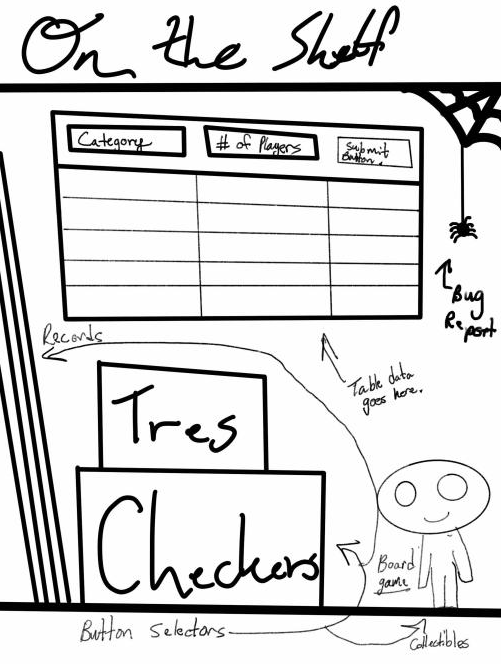 On the Shelf
Category
# of Players
Submit
Button.
Bug
Report
Records
Table data
goes here.
Tres
Checkers
Board
game
Button Selectors
Collectibles